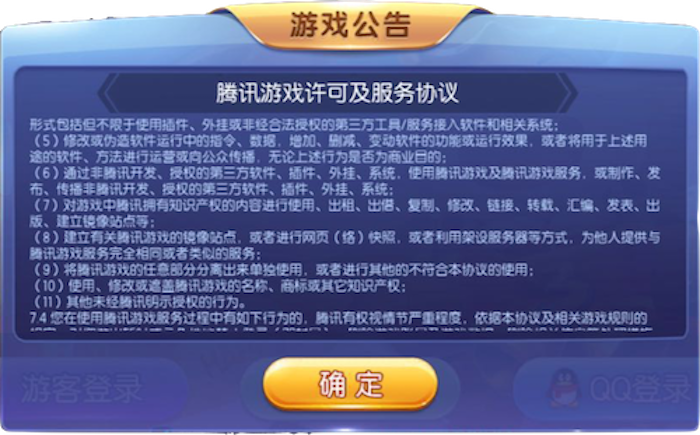 游戏公告
腾讯游戏许可及服务协议
形式包括但不限于使用插件、外挂或非经合法授权的第三方工具/服务接入软件和相关系统；
（5）修改或伪造软件运行中的指令、数据，增加、删减、变动软件的功能或运行效果，或者将用于上述用
途的软件、方法进行运营或向公众传播，无论上述行为是否为商业目的；
（6）通过非腾讯开发、授权的第三方软件、插件、外挂、系统，使用腾讯游戏及腾讯游戏服务，或制作、发
布、传播非腾讯开发、授权的第三方软件、插件、外挂、系统；
（7）对游戏中腾讯拥有知识产权的内容进行使用、出租、出借、复制、修改、链接、转载、汇编、发表、出
版、建立镜像站点等；
（8）建立有关腾讯游戏的镜像站点，或者进行网页（络）快照，或者利用架设服务器等方式，为他人提供与
腾讯游戏服务完全相同或者类似的服务；
（9）将腾讯游戏的任意部分分离出来单独使用，或者进行其他的不符合本协议的使用；
（10）使用、修改或遮盖腾讯游戏的名称、商标或其它知识产权；
（11）其他未经腾讯明示授权的行为。
7.4 您在使用腾讯游戏服务过程中有如下行为的，腾讯有权视情节严重程度，依据本协议及相关游戏规则的
游客登录
确定
QQ登录